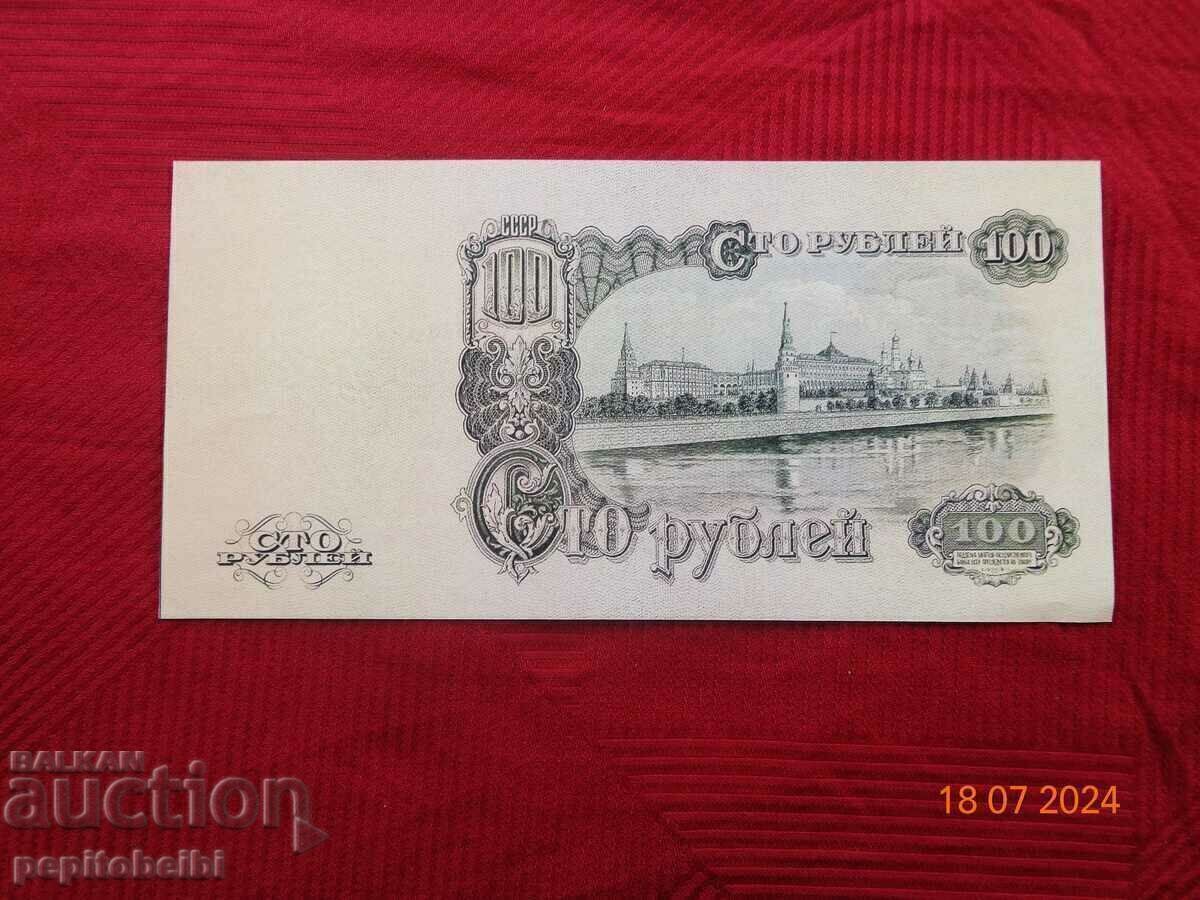 СССР
100
СТО РУБЛЕЙ
100
Сто рублей
СТО
РУБЛЕЙ
100
BALKAN
auction
pepitobeibi
18 07 2024